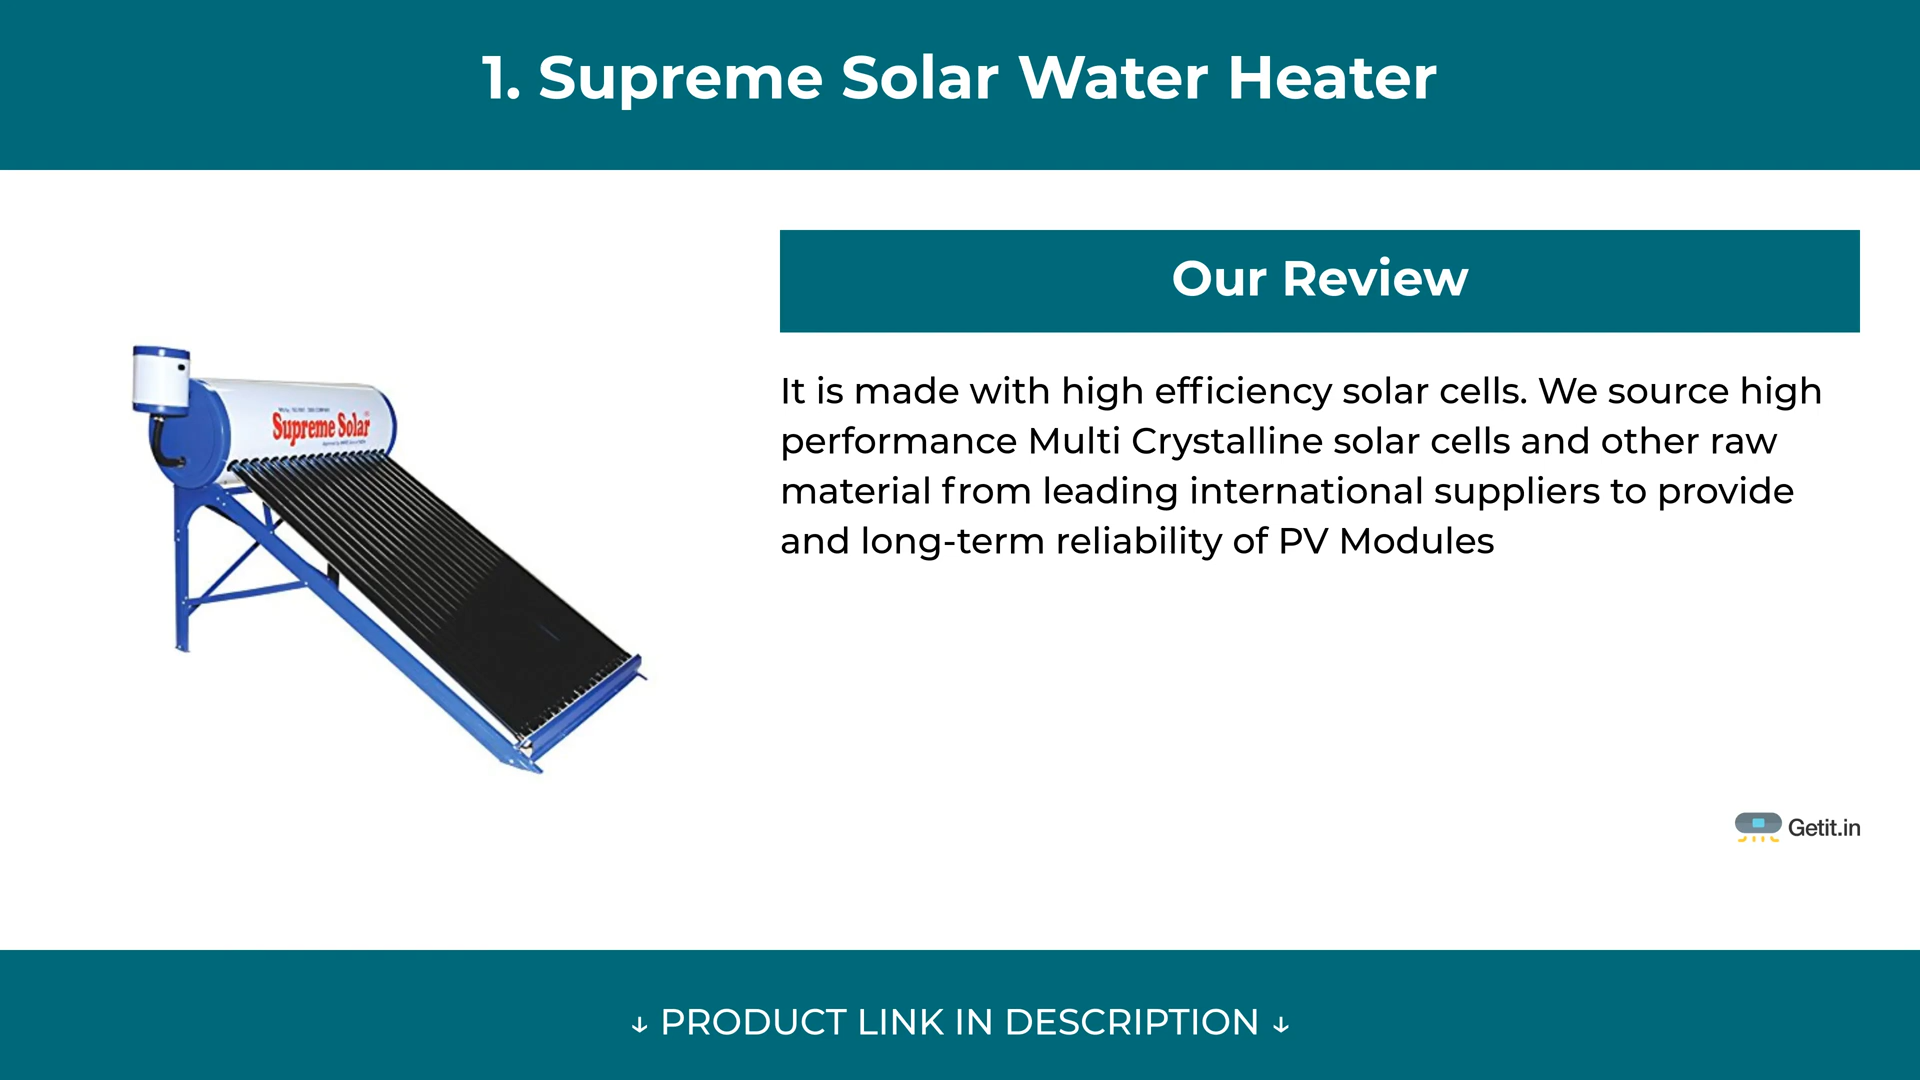 1. Supreme Solar Water Heater
Our Review
It is made with high efficiency solar cells. We source high
performance Multi Crystalline solar cells and other raw
material from leading international suppliers to provide
and long-term reliability of PV Modules
Supreme Solar
Getit.in
↓ PRODUCT LINK IN DESCRIPTION ↓